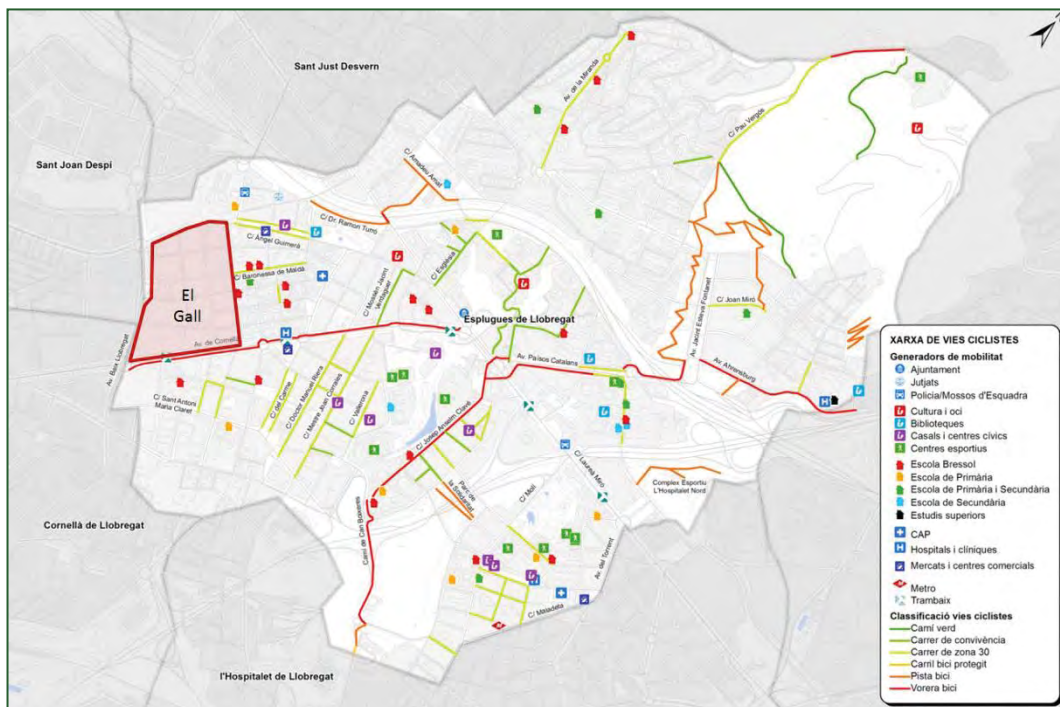 Sant Just Desvern
Sant Joan Despí
Cornellà de Llobregat
l'Hospitalet de Llobregat
Esplugues de Llobregat
El
Gall
Av. de la Miranda
C/ Pau Vergós
C/ Amadeu Amat
C/ Dr. Ramon Turró
C/ Àngel Guimerà
C/ Baronessa de Maldà
C/ Mossèn Jacint
Verdaguer
C/ Església
Av. de Cornellà
Av. Baix Llobregat
C/ Sant Antoni
Maria Claret
C/ del Carme
C/ Doctor Manuel Riera
C/ Mestre Joan Corrales
C/ Vallerona
C/ Josep Anselm Clavé
Av. Països Catalans
C/ Joan Miró
Av. Jacint Esteva Fontanet
Av. Ahrensburg
C/ Laureà Miró
C/ Molí
Parc de
la Solidaritat
Camí de Can Boixeres
Complex Esportiu
L'Hospitalet Nord
Av. del Torrent
C/ Maladeta
XARXA DE VIES CICLISTES
Generadors de mobilitat
Ajuntament
Jutjats
Policia/Mossos d'Esquadra
Cultura i oci
Biblioteques
Casals i centres cívics
Centres esportius
Escola Bressol
Escola de Primària
Escola de Primària i Secundària
Escola de Secundària
Estudis superiors
CAP
Hospitals i clíniques
Mercats i centres comercials
Metro
Trambaix
Classificació vies ciclistes
Camí verd
Carrer de convivència
Carrer de zona 30
Carril bici protegit
Pista bici
Vorera bici